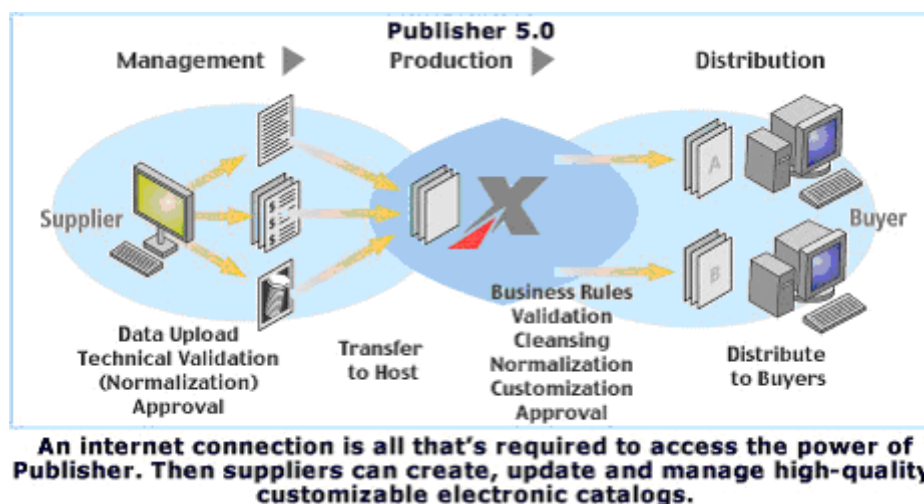 Publisher 5.0
Management
Production
Distribution
Supplier
A
Buyer
B
Data Upload
Technical Validation
(Normalization)
Approval
Transfer
to Host
Business Rules
Validation
Cleansing
Normalization
Customization
Approval
Distribute
to Buyers
An internet connection is all that's required to access the power of
Publisher. Then suppliers can create, update and manage high-quality
customizable electronic catalogs.